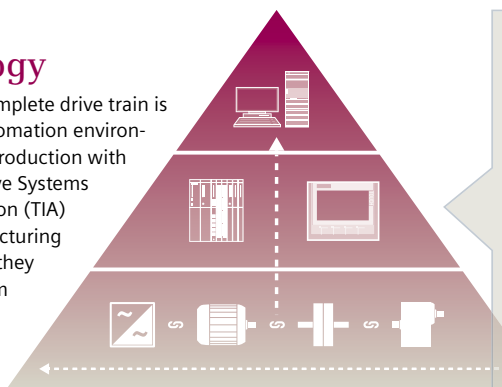 ogy
mplete drive train is
omation environ-
roduction with
ve Systems
on (TIA)
cturing
they
m